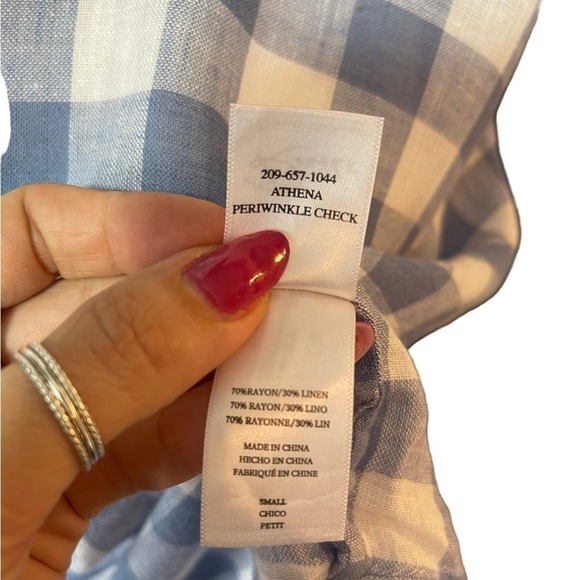 209-657-1044
ATHENA
PERIWINKLE CHECK
70%RAYON/30% LINEN
70% RAYON/30% LINO
70% RAYONNE/30% LIN
MADE IN CHINA
HECHO EN CHINA
FABRIQUÉ EN CHINE
SMALL
CHICO
PETIT